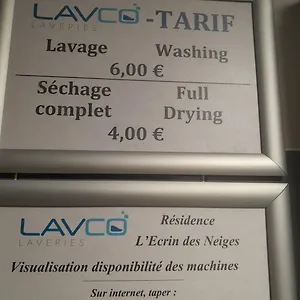 LAVCO - TARIF
LAVERIES
Lavage Washing
6,00 €
Séchage Full
complet Drying
4,00 €
LAVCO Résidence
LAVERIES L'Ecrin des Neiges
Visualisation disponibilité des machines
Sur internet, taper :